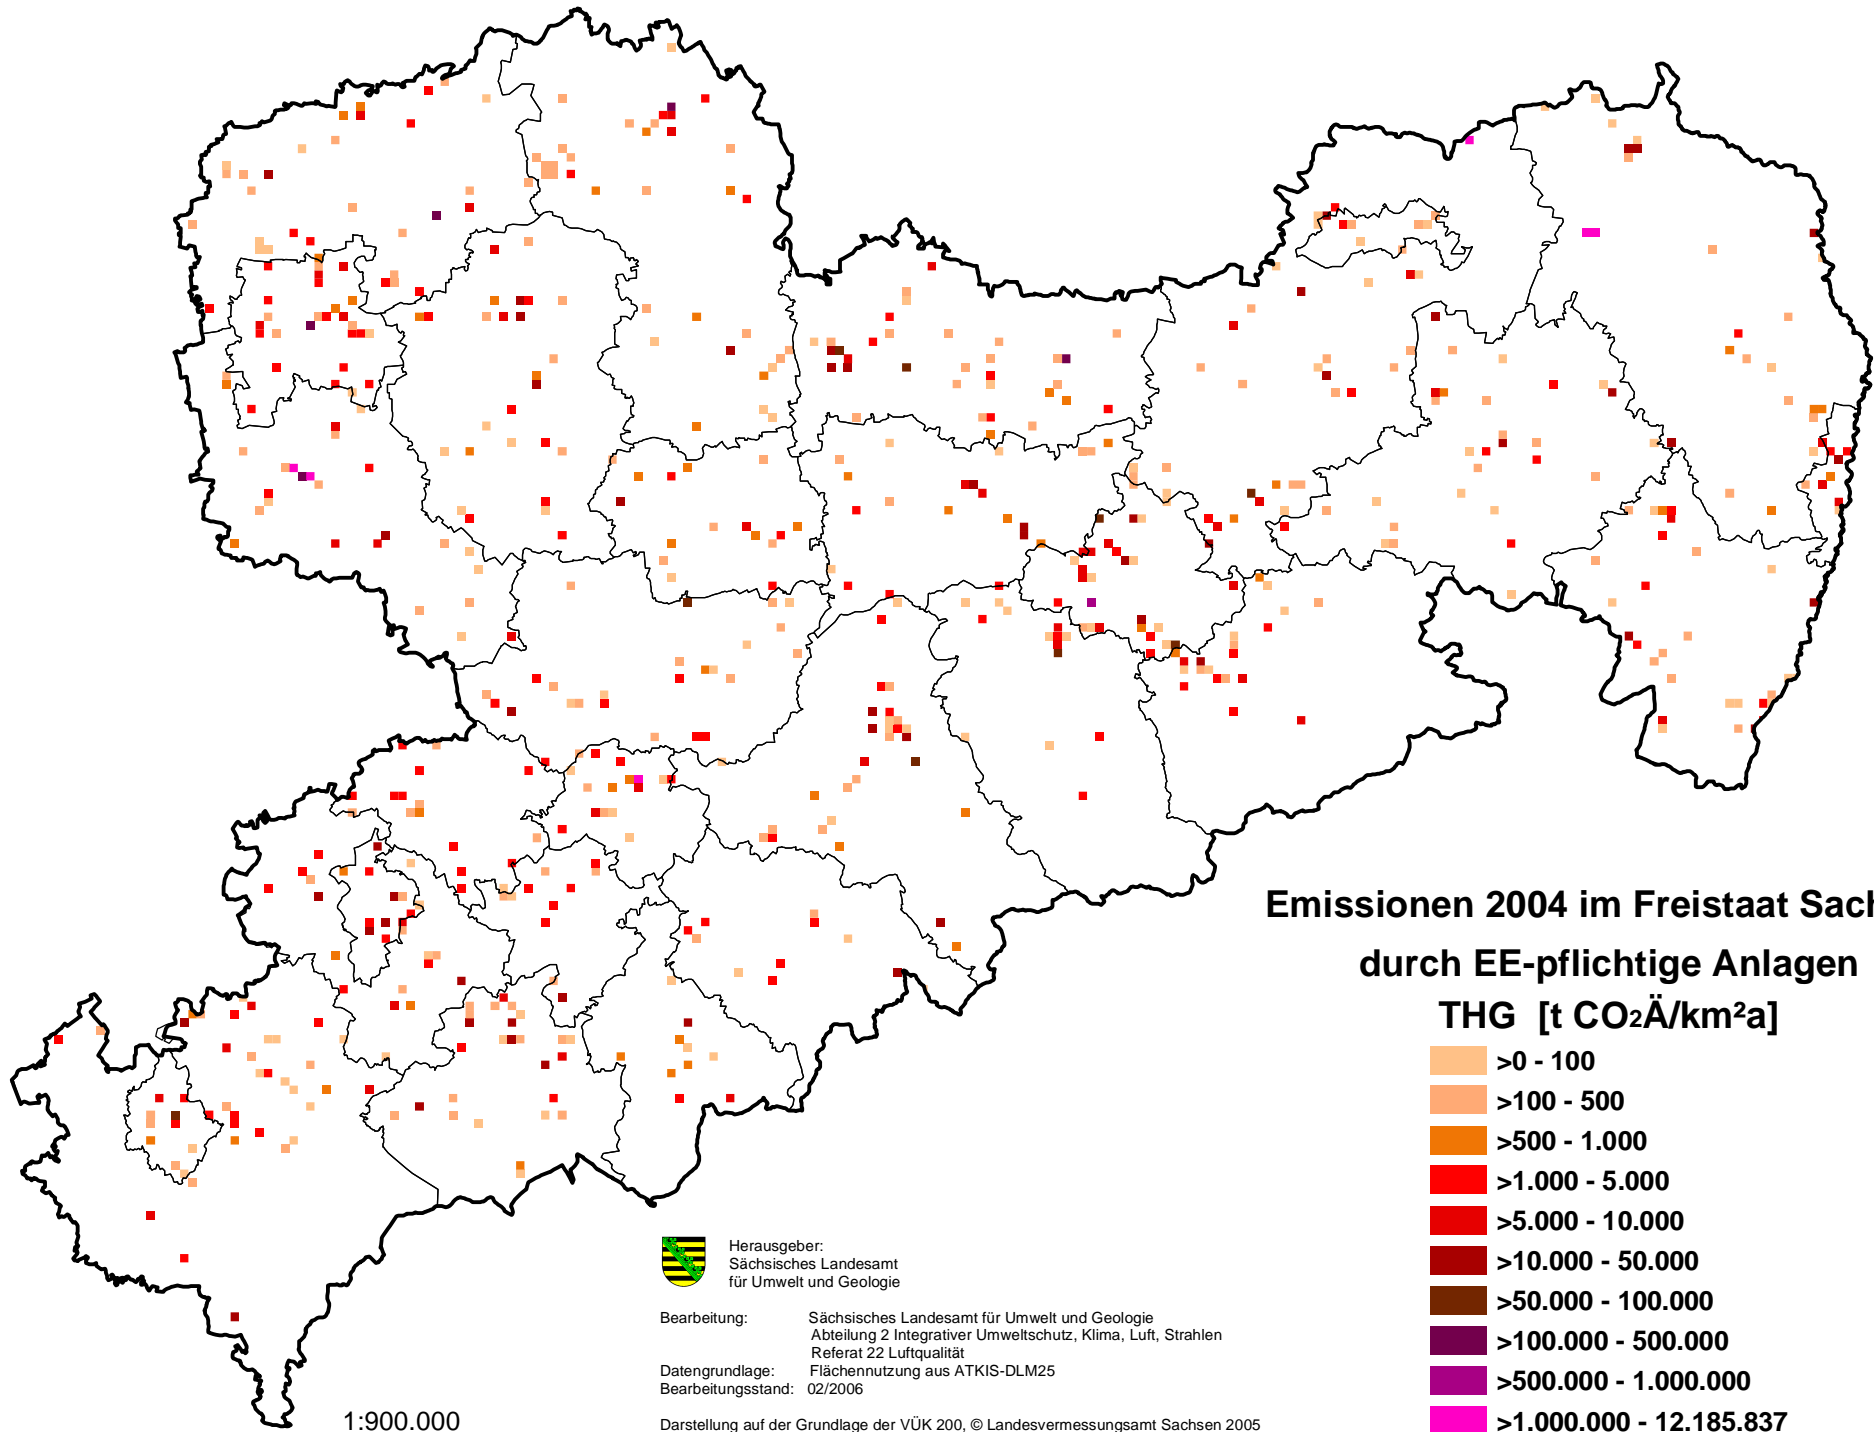 Emissionen 2004 im Freistaat Sach
durch EE-pflichtige Anlagen
THG [t CO2Ä/km²a]
>0 - 100
>100 - 500
>500 - 1.000
>1.000 - 5.000
>5.000 - 10.000
>10.000 - 50.000
>50.000 - 100.000
>100.000 - 500.000
>500.000 - 1.000.000
>1.000.000 - 12.185.837
Herausgeber:
Sächsisches Landesamt
für Umwelt und Geologie
Bearbeitung: Sächsisches Landesamt für Umwelt und Geologie
Abteilung 2 Integrativer Umweltschutz, Klima, Luft, Strahlen
Referat 22 Luftqualität
Datengrundlage: Flächennutzung aus ATKIS-DLM25
Bearbeitungsstand: 02/2006
1:900.000
Darstellung auf der Grundlage der VÜK 200, © Landesvermessungsamt Sachsen 2005